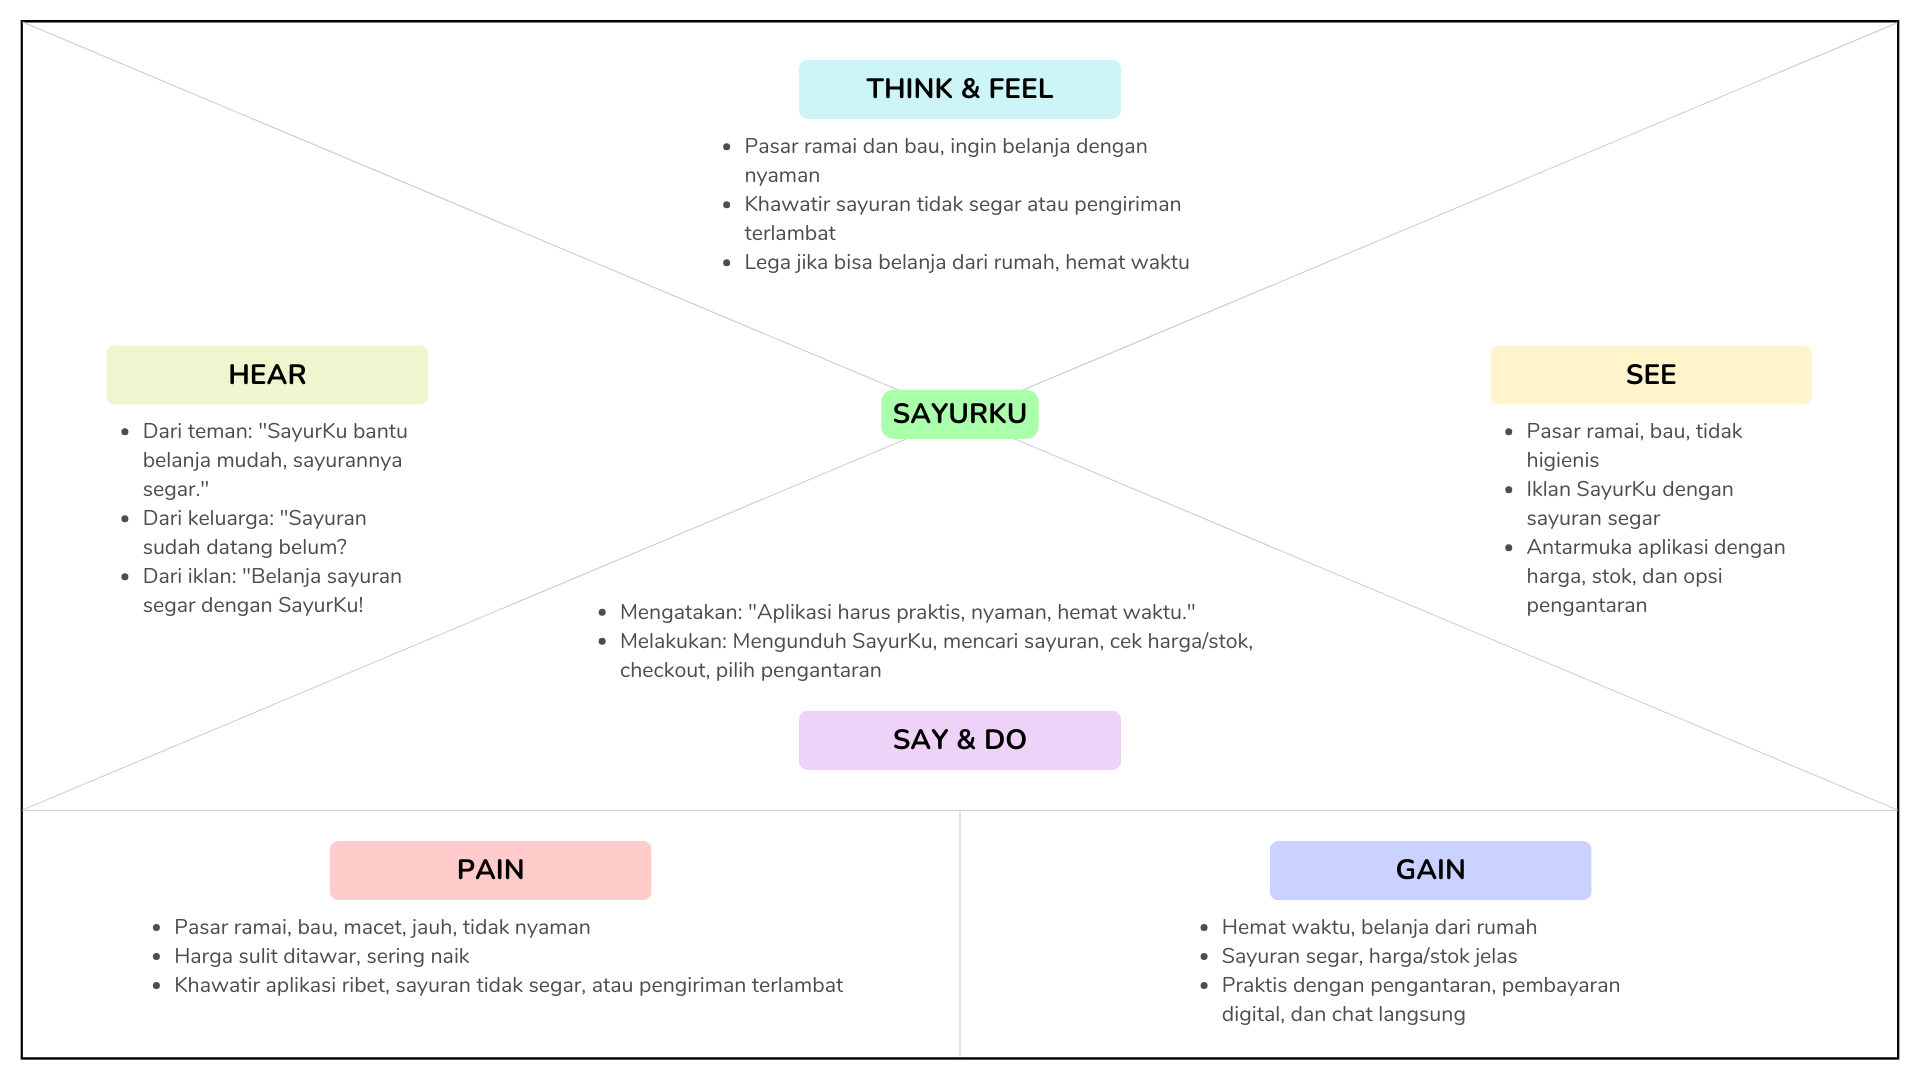 THINK & FEEL
• Pasar ramai dan bau, ingin belanja dengan
nyaman
• Khawatir sayuran tidak segar atau pengiriman
terlambat
• Lega jika bisa belanja dari rumah, hemat waktu
HEAR
• Dari teman: "SayurKu bantu
belanja mudah, sayurannya
segar."
• Dari keluarga: "Sayuran
sudah datang belum?
• Dari iklan: "Belanja sayuran
segar dengan SayurKu!
SAYURKU
SEE
• Pasar ramai, bau, tidak
higienis
• Iklan SayurKu dengan
sayuran segar
• Antarmuka aplikasi dengan
harga, stok, dan opsi
pengantaran
• Mengatakan: "Aplikasi harus praktis, nyaman, hemat waktu."
• Melakukan: Mengunduh SayurKu, mencari sayuran, cek harga/stok,
checkout, pilih pengantaran
SAY & DO
PAIN
• Pasar ramai, bau, macet, jauh, tidak nyaman
• Harga sulit ditawar, sering naik
• Khawatir aplikasi ribet, sayuran tidak segar, atau pengiriman terlambat
GAIN
• Hemat waktu, belanja dari rumah
• Sayuran segar, harga/stok jelas
• Praktis dengan pengantaran, pembayaran
digital, dan chat langsung